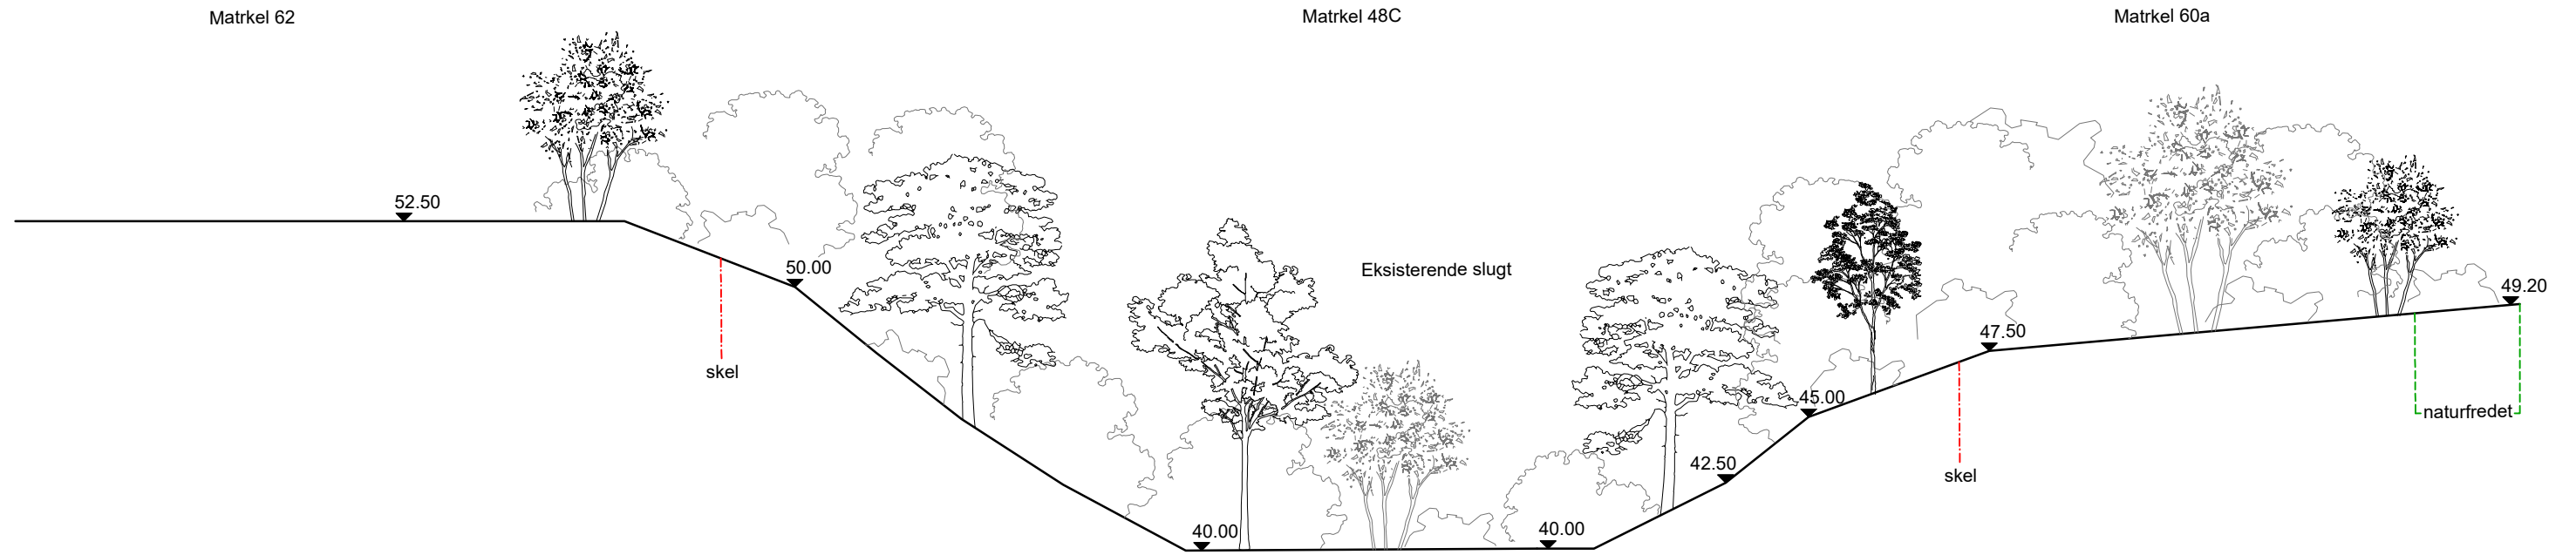 Matrkel 62
Matrkel 48C
Matrkel 60a
52.50
50.00
Eksisterende slugt
49.20
47.50
skel
45.00
naturfredet
42.50
skel
40.00
40.00